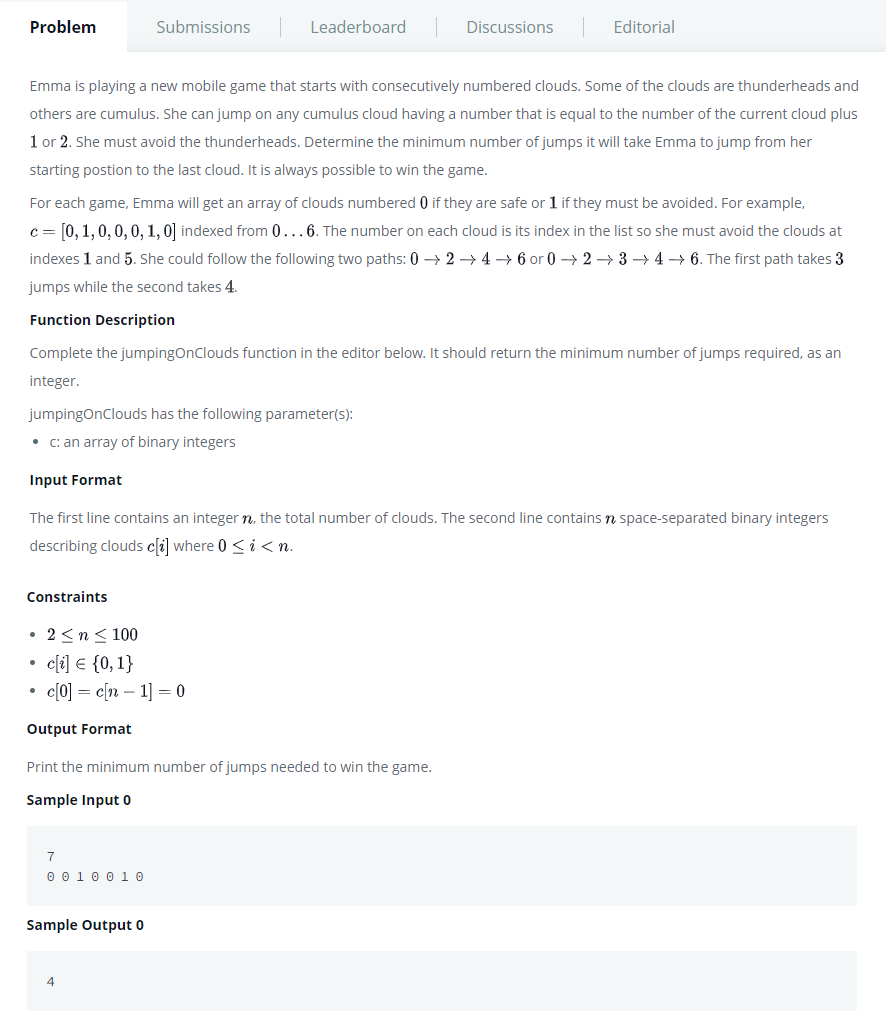 Problem Submissions Leaderboard Discussions Editorial
Emma is playing a new mobile game that starts with consecutively numbered clouds. Some of the clouds are thunderheads and
others are cumulus. She can jump on any cumulus cloud having a number that is equal to the number of the current cloud plus
1 or 2. She must avoid the thunderheads. Determine the minimum number of jumps it will take Emma to jump from her
starting postion to the last cloud. It is always possible to win the game.
For each game, Emma will get an array of clouds numbered 0 if they are safe or 1 if they must be avoided. For example,
c = [0, 1, 0, 0, 0, 1, 0] indexed from 0 . . . 6. The number on each cloud is its index in the list so she must avoid the clouds at
indexes 1 and 5. She could follow the following two paths: 0 → 2 → 4 → 6 or 0 → 2 → 3 → 4 → 6. The first path takes 3
jumps while the second takes 4.
Function Description
Complete the jumpingOnClouds function in the editor below. It should return the minimum number of jumps required, as an
integer.
jumpingOnClouds has the following parameter(s):
• c: an array of binary integers
Input Format
The first line contains an integer n, the total number of clouds. The second line contains n space-separated binary integers
describing clouds c[i] where 0 ≤ i < n.
Constraints
• 2 ≤ n ≤ 100
• c[i] ∈ {0, 1}
• c[0] = c[n − 1] = 0
Output Format
Print the minimum number of jumps needed to win the game.
Sample Input 0
7
0 0 1 0 0 1 0
Sample Output 0
4